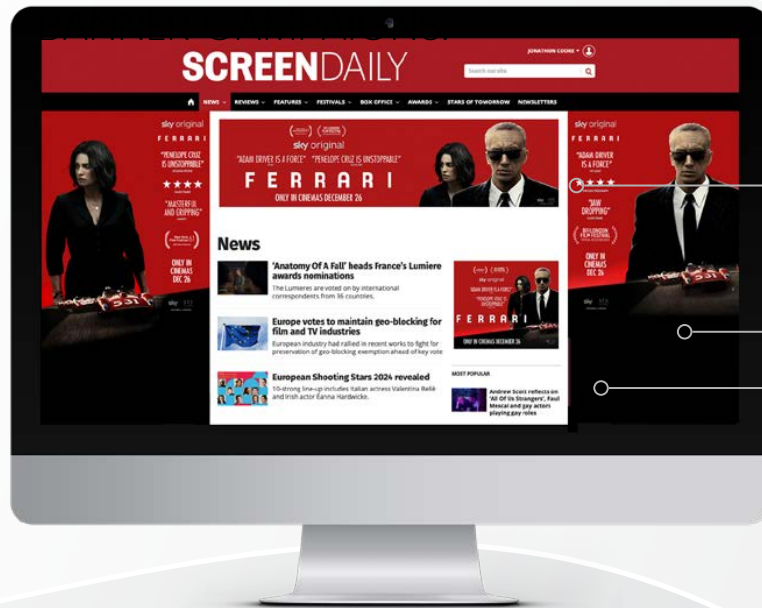 BANNER CAMPAIGNS:
SCREENDAILY
JONATHON COOKE
Search our site
NEWS REVIEWS FEATURES FESTIVALS BOX OFFICE AWARDS STARS OF TOMORROW NEWSLETTERS
sky original
FERRARI
"PENELOPE CRUZ
IS UNSTOPPABLE"
★★★★
"MASTERFUL
AND GRIPPING"
ONLY IN
CINEMAS
DEC 26
531
sky original
"ADAM DRIVER IS A FORCE" "PENELOPE CRUZ IS UNSTOPPABLE"
FERRARI
ONLY IN CINEMAS DECEMBER 26
sky original
FERRARI
"ADAM DRIVER
IS A FORCE"
★★★★
"JAW
DROPPING"
BFI LONDON
FILM FESTIVAL
ONLY IN
CINEMAS
DEC 26
sky
News
'Anatomy Of A Fall' heads France's Lumiere
awards nominations
The Lumieres are voted on by international
correspondents from 36 countries.
Europe votes to maintain geo-blocking for
film and TV industries
European industry had rallied in recent works to fight for
preservation of geo-blocking exemption ahead of key vote
European Shooting Stars 2024 revealed
10-strong line-up includes Italian actress Valentina Bellè
and Irish actor Éanna Hardwicke.
sky original
FERRARI
ONLY IN CINEMAS DECEMBER 26
MOST POPULAR
Andrew Scott reflects on
'All Of Us Strangers', Paul
Mescal and gay actors
playing gay roles